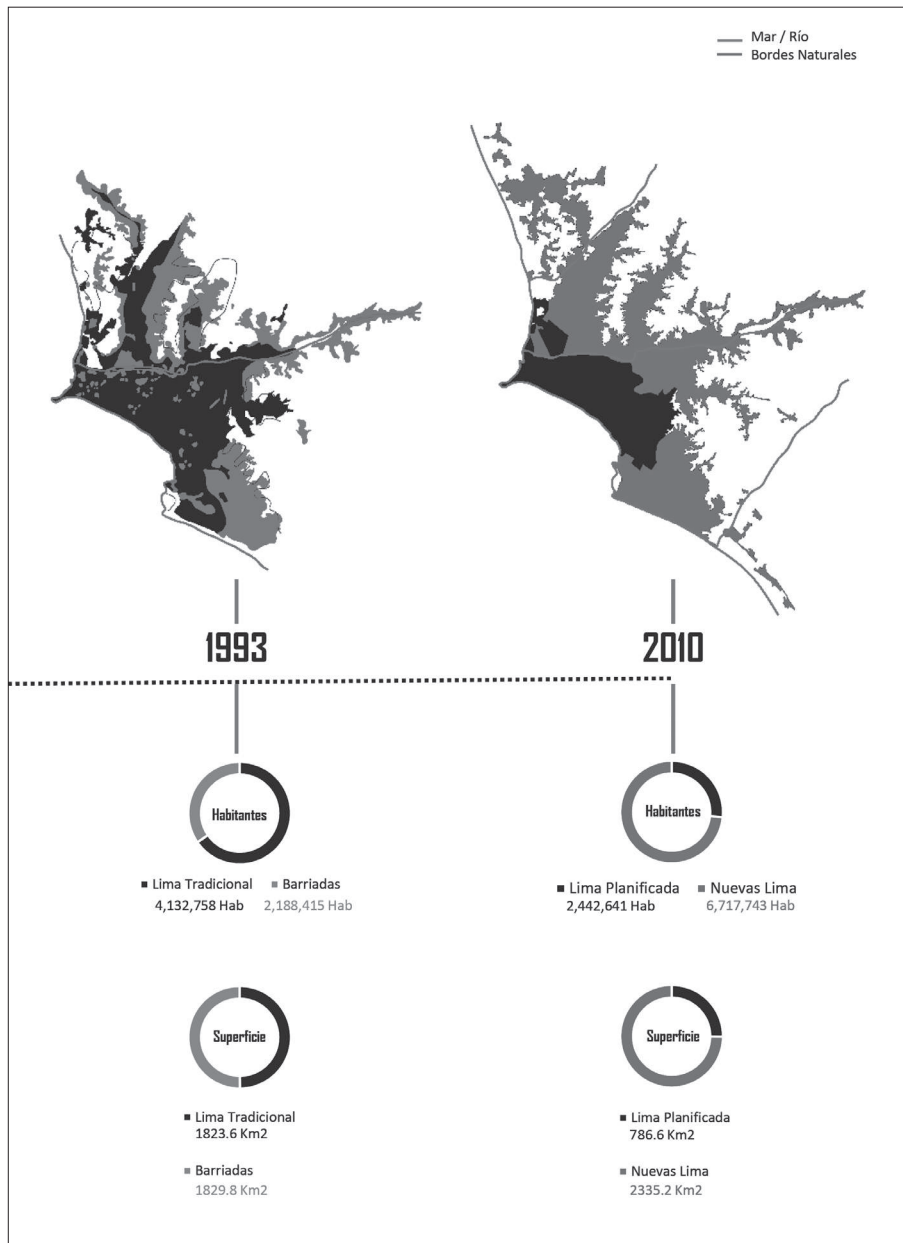 Mar / Río
Bordes Naturales
1993
2010
Habitantes
Lima Tradicional
4,132,758 Hab
Barriadas
2,188,415 Hab
Habitantes
Lima Planificada
2,442,641 Hab
Nuevas Lima
6,717,743 Hab
Superficie
Lima Tradicional
1823.6 Km2
Barriadas
1829.8 Km2
Superficie
Lima Planificada
786.6 Km2
Nuevas Lima
2335.2 Km2